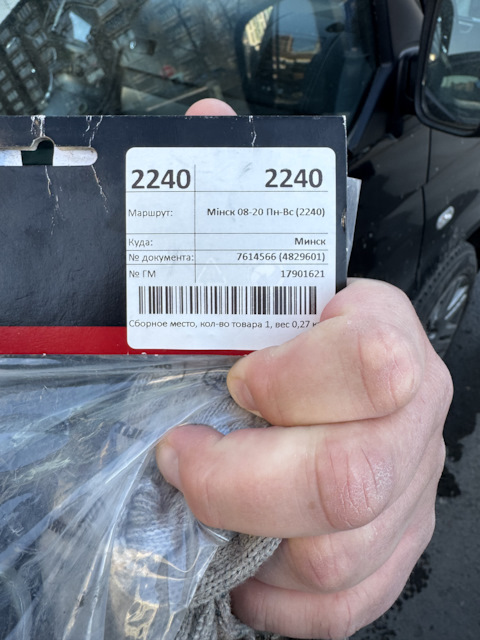 2240 2240
Маршрут: Мінск 08-20 Пн-Вс (2240)
Куда: Минск
№ документа: 7614566 (4829601)
№ ГМ 17901621
Сборное место, кол-во товара 1, вес 0,27